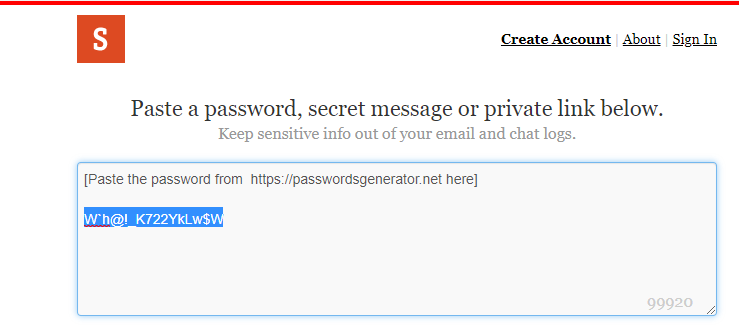 S
Create Account | About | Sign In
Paste a password, secret message or private link below.
Keep sensitive info out of your email and chat logs.
[Paste the password from  https://passwordsgenerator.net here]
W`h@!_K722YkLw$W
99920